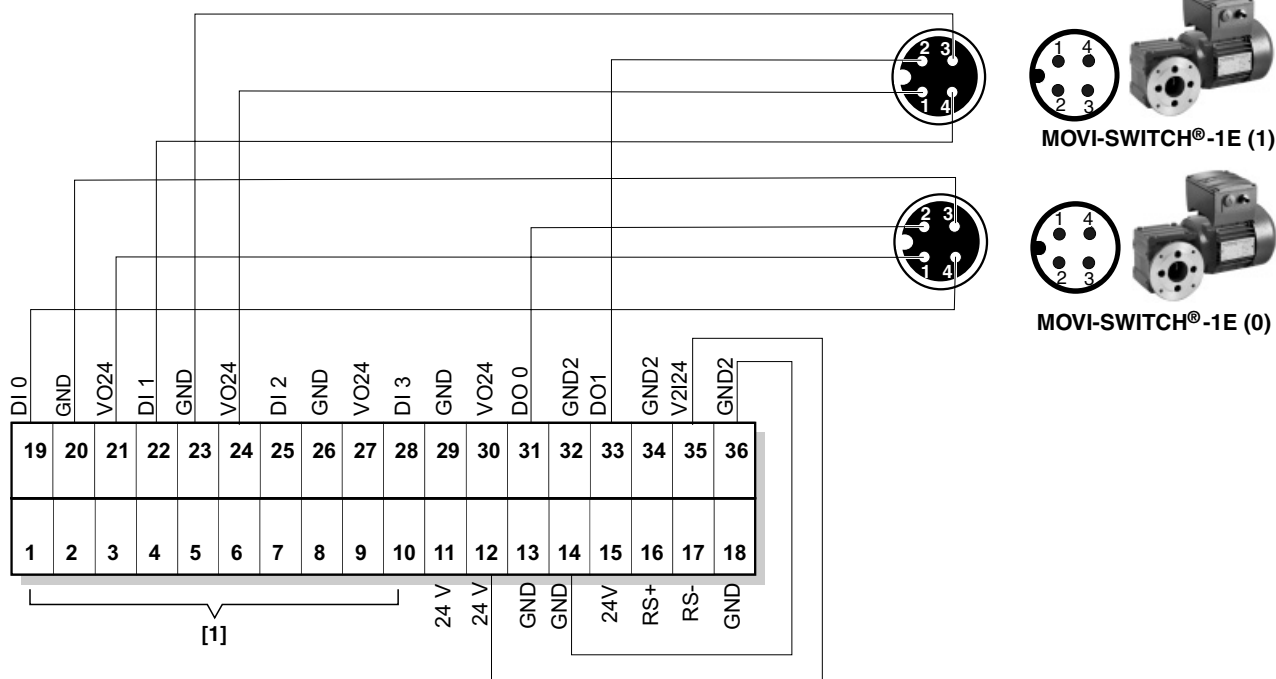 2 3
1 4
1 4
2 3
MOVI-SWITCH®-1E (1)
2 3
1 4
1 4
2 3
MOVI-SWITCH®-1E (0)
DI 0 GND VO24 DI 1 GND VO24 DI 2 GND VO24 DI 3 GND VO24 DO 0 GND2 DO1 GND2 V2I24 GND2
19 20 21 22 23 24 25 26 27 28 29 30 31 32 33 34 35 36
1 2 3 4 5 6 7 8 9 10 11 12 13 14 15 16 17 18
24 V 24 V GND GND 24V RS+ RS- GND
[1]